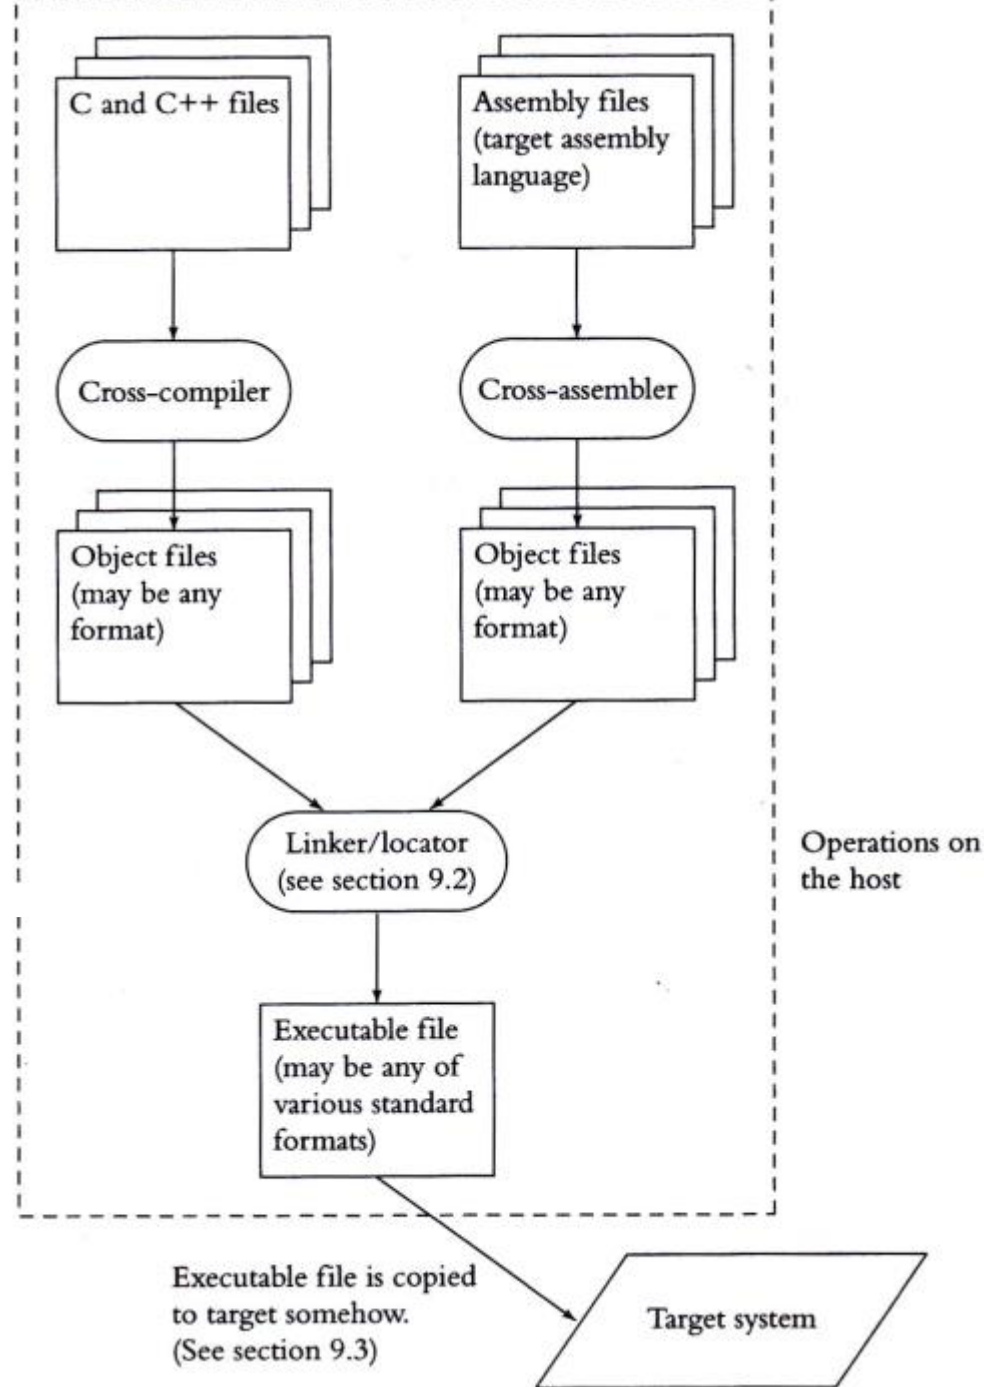 C and C++ files
Assembly files
(target assembly
language)
Cross-compiler
Cross-assembler
Object files
(may be any
format)
Object files
(may be any
format)
Linker/locator
(see section 9.2)
Operations on
the host
Executable file
(may be any of
various standard
formats)
Executable file is copied
to target somehow.
(See section 9.3)
Target system